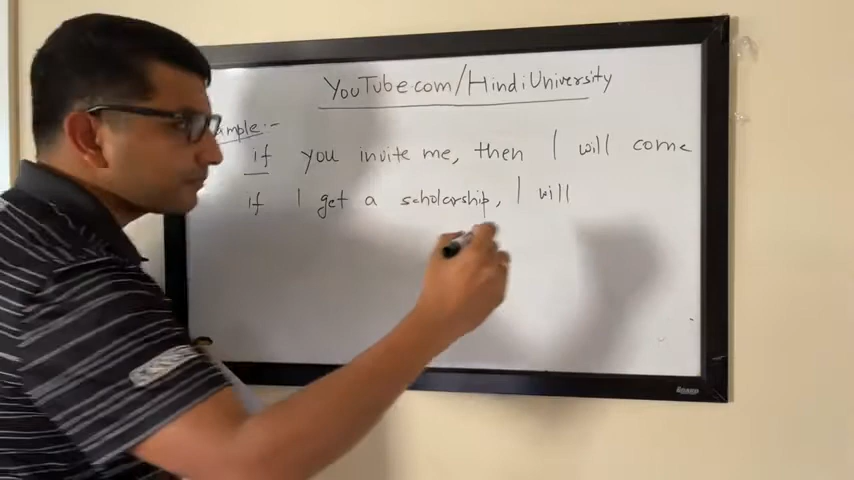 YouTube.com/HindiUniversity
ample:-
if you invite me, then I will come
if I get a scholarship, I will